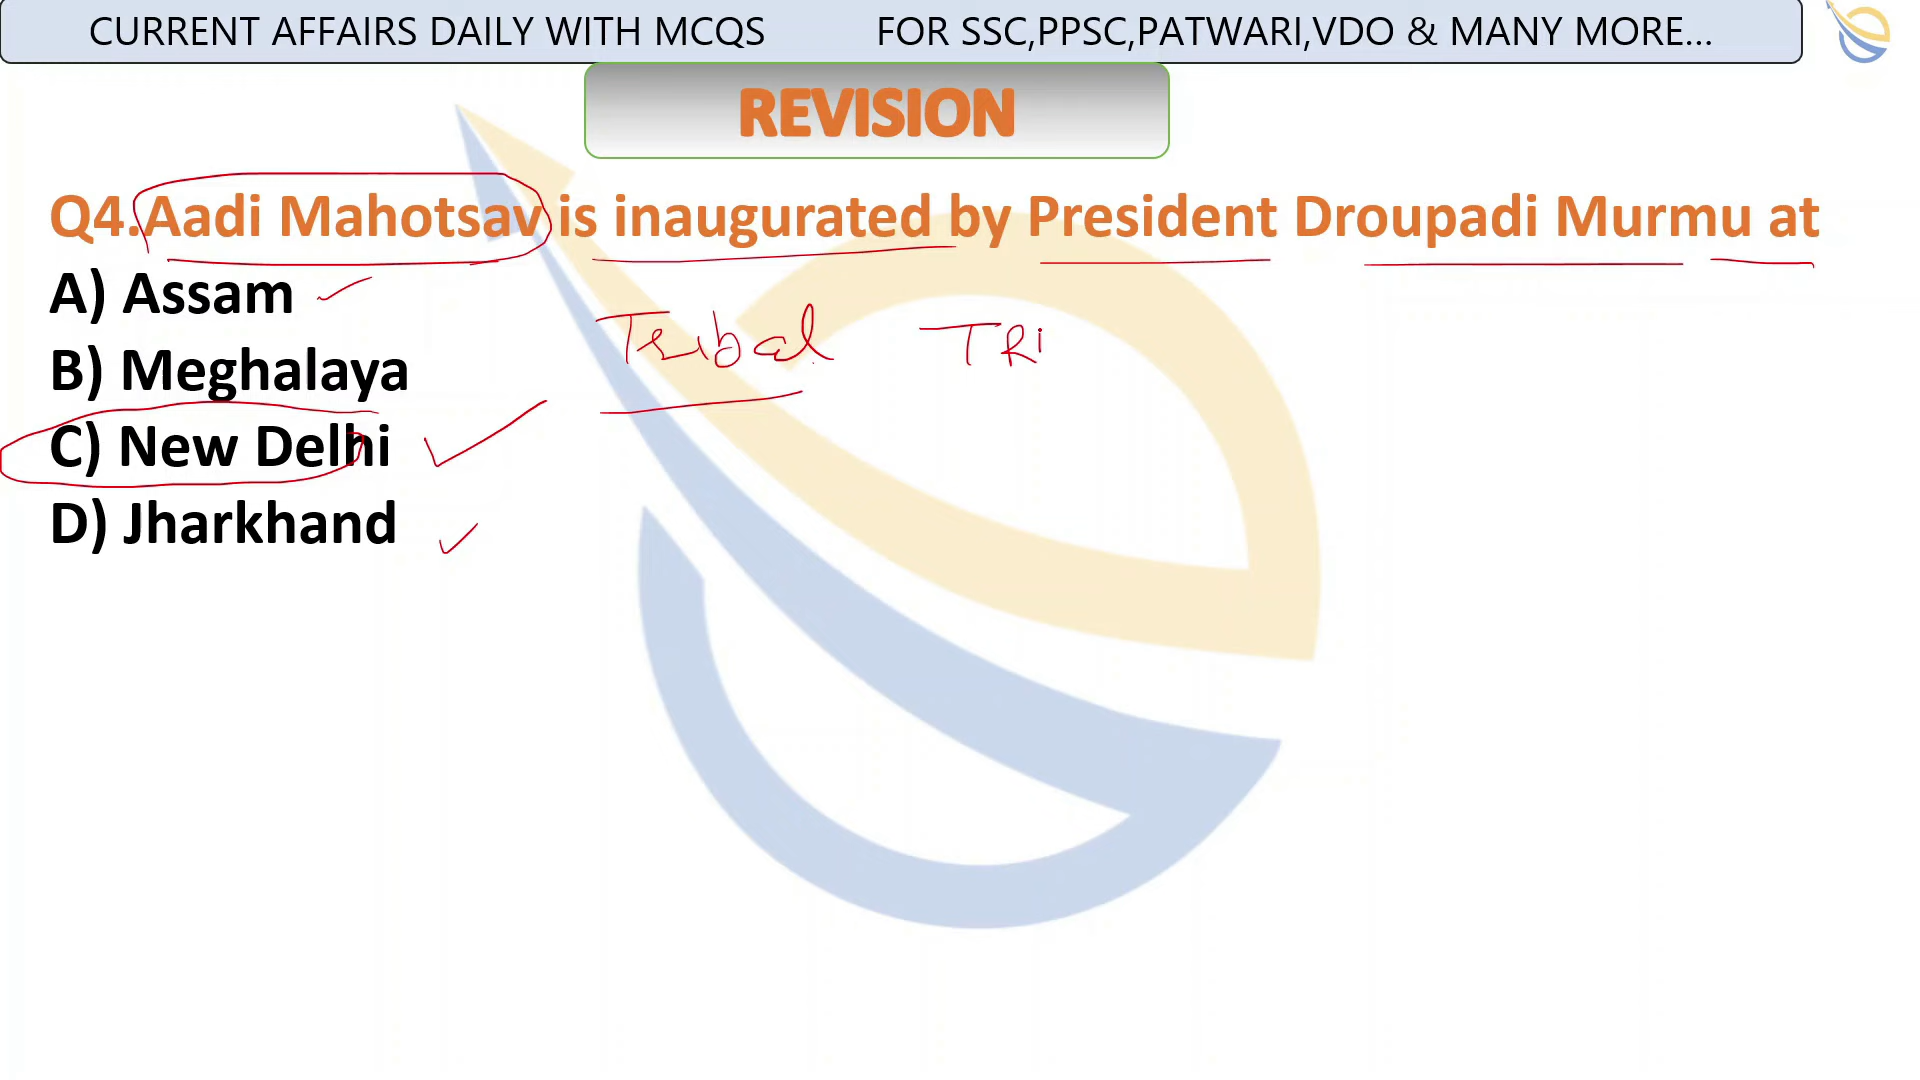 CURRENT AFFAIRS DAILY WITH MCQS FOR SSC,PPSC,PATWARI,VDO & MANY MORE...
REVISION
Q4.Aadi Mahotsav is inaugurated by President Droupadi Murmu at
A) Assam
Tribal TRI
B) Meghalaya
C) New Delhi
D) Jharkhand